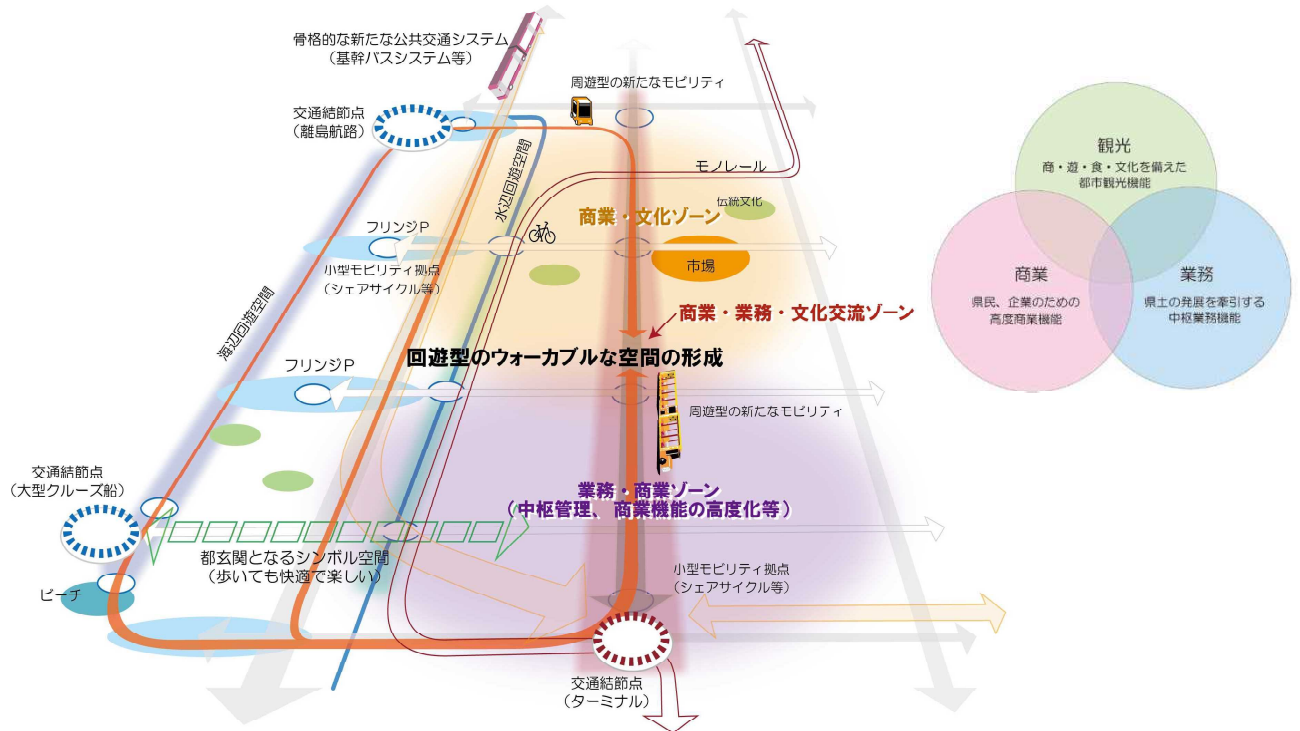 骨格的な新たな公共交通システム
（基幹バスシステム等）
周遊型の新たなモビリティ
交通結節点
（離島航路）
水辺回遊空間
モノレール
伝統文化
商業・文化ゾーン
フリンジＰ
小型モビリティ拠点
（シェアサイクル等）
市場
海辺回遊空間
商業・業務・文化交流ゾーン
回遊型のウォーカブルな空間の形成
フリンジＰ
周遊型の新たなモビリティ
交通結節点
（大型クルーズ船）
業務・商業ゾーン
（中枢管理、商業機能の高度化等）
都玄関となるシンボル空間
（歩いても快適で楽しい）
小型モビリティ拠点
（シェアサイクル等）
ビーチ
交通結節点
（ターミナル）
観光
商・遊・食・文化を備えた
都市観光機能
商業
県民、企業のための
高度商業機能
業務
県土の発展を牽引する
中枢業務機能